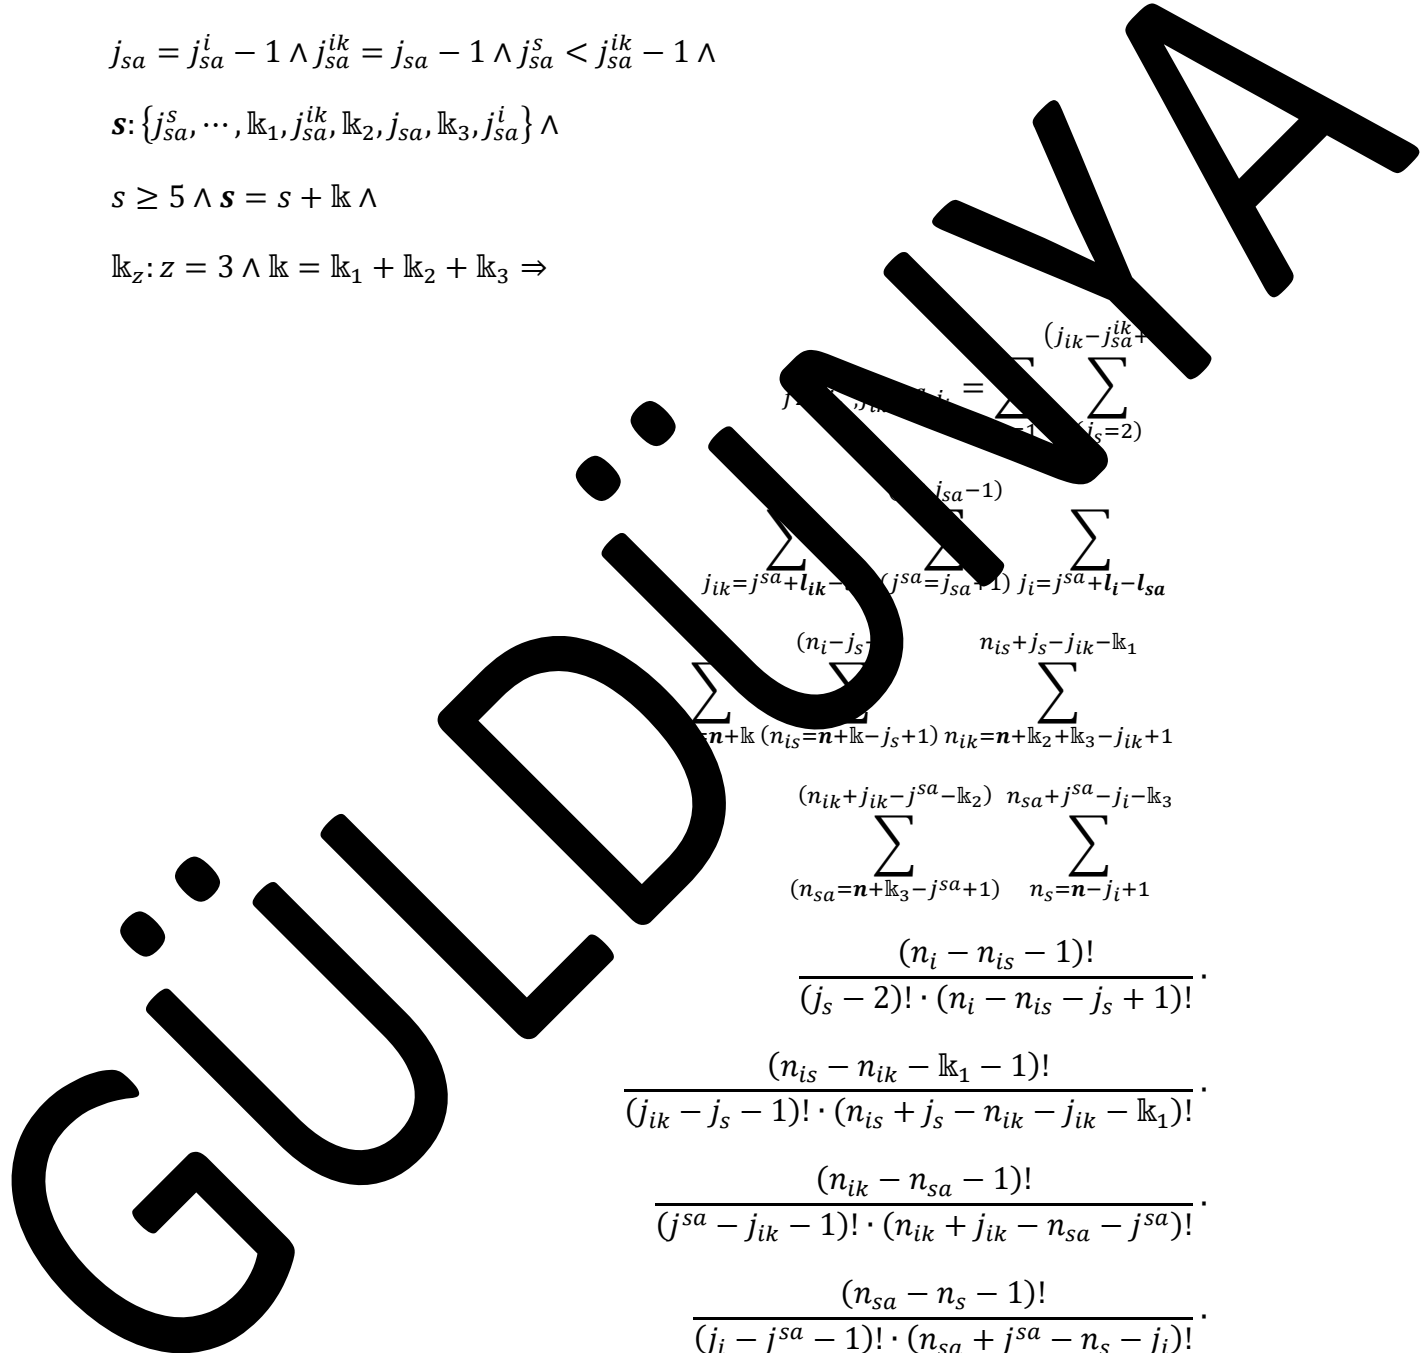 j_{sa} = j_{sa}^{i} − 1 ∧ j_{sa}^{ik} = j_{sa} − 1 ∧ j_{sa}^{s} < j_{sa}^{ik} − 1 ∧
𝒔: {j_{sa}^{s}, ⋯ , 𝕜_1, j_{sa}^{ik}, 𝕜_2, j_{sa}, 𝕜_3, j_{sa}^{i}} ∧
s ≥ 5 ∧ 𝒔 = s + 𝕜 ∧
𝕜_z: z = 3 ∧ 𝕜 = 𝕜_1 + 𝕜_2 + 𝕜_3 ⇒
= ∑ ∑_{(j_s=2)}^{(j_{ik}−j_{sa}^{ik}+
∑_{j_{ik}=j^{sa}+𝒍_{ik}−} ∑_{(j^{sa}=j_{sa}+1)}^{j_{sa}−1)} ∑_{j_i=j^{sa}+𝒍_i−𝒍_{sa}}
∑_{=𝒏+𝕜} ∑_{(n_{is}=𝒏+𝕜−j_s+1)}^{(n_i−j_s} ∑_{n_{ik}=𝒏+𝕜_2+𝕜_3−j_{ik}+1}^{n_{is}+j_s−j_{ik}−𝕜_1}
∑_{(n_{sa}=𝒏+𝕜_3−j^{sa}+1)}^{(n_{ik}+j_{ik}−j^{sa}−𝕜_2)} ∑_{n_s=𝒏−j_i+1}^{n_{sa}+j^{sa}−j_i−𝕜_3}
(n_i − n_{is} − 1)!
(j_s − 2)! · (n_i − n_{is} − j_s + 1)! ·
(n_{is} − n_{ik} − 𝕜_1 − 1)!
(j_{ik} − j_s − 1)! · (n_{is} + j_s − n_{ik} − j_{ik} − 𝕜_1)! ·
(n_{ik} − n_{sa} − 1)!
(j^{sa} − j_{ik} − 1)! · (n_{ik} + j_{ik} − n_{sa} − j^{sa})! ·
(n_{sa} − n_s − 1)!
(j_i − j^{sa} − 1)! · (n_{sa} + j^{sa} − n_s − j_i)! ·
GÜLDÜNYA